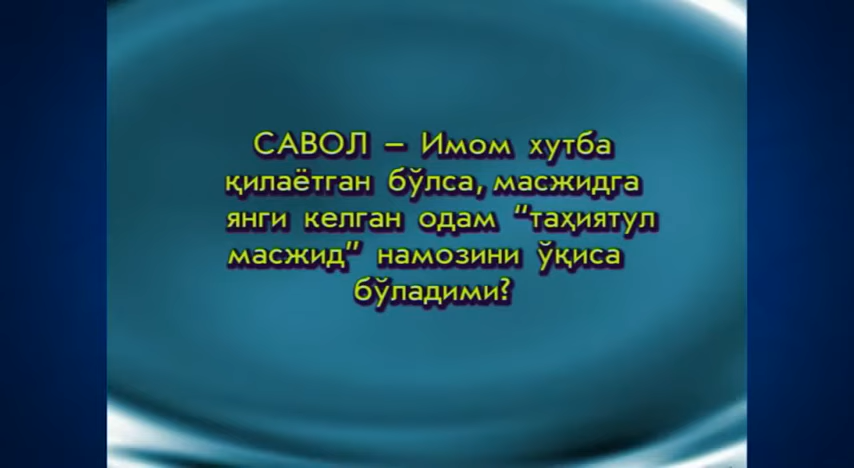 САВОЛ – Имом хутба
қилаётган бўлса, масжидга
янги келган одам “таҳиятул
масжид” намозини ўқиса
бўладими?